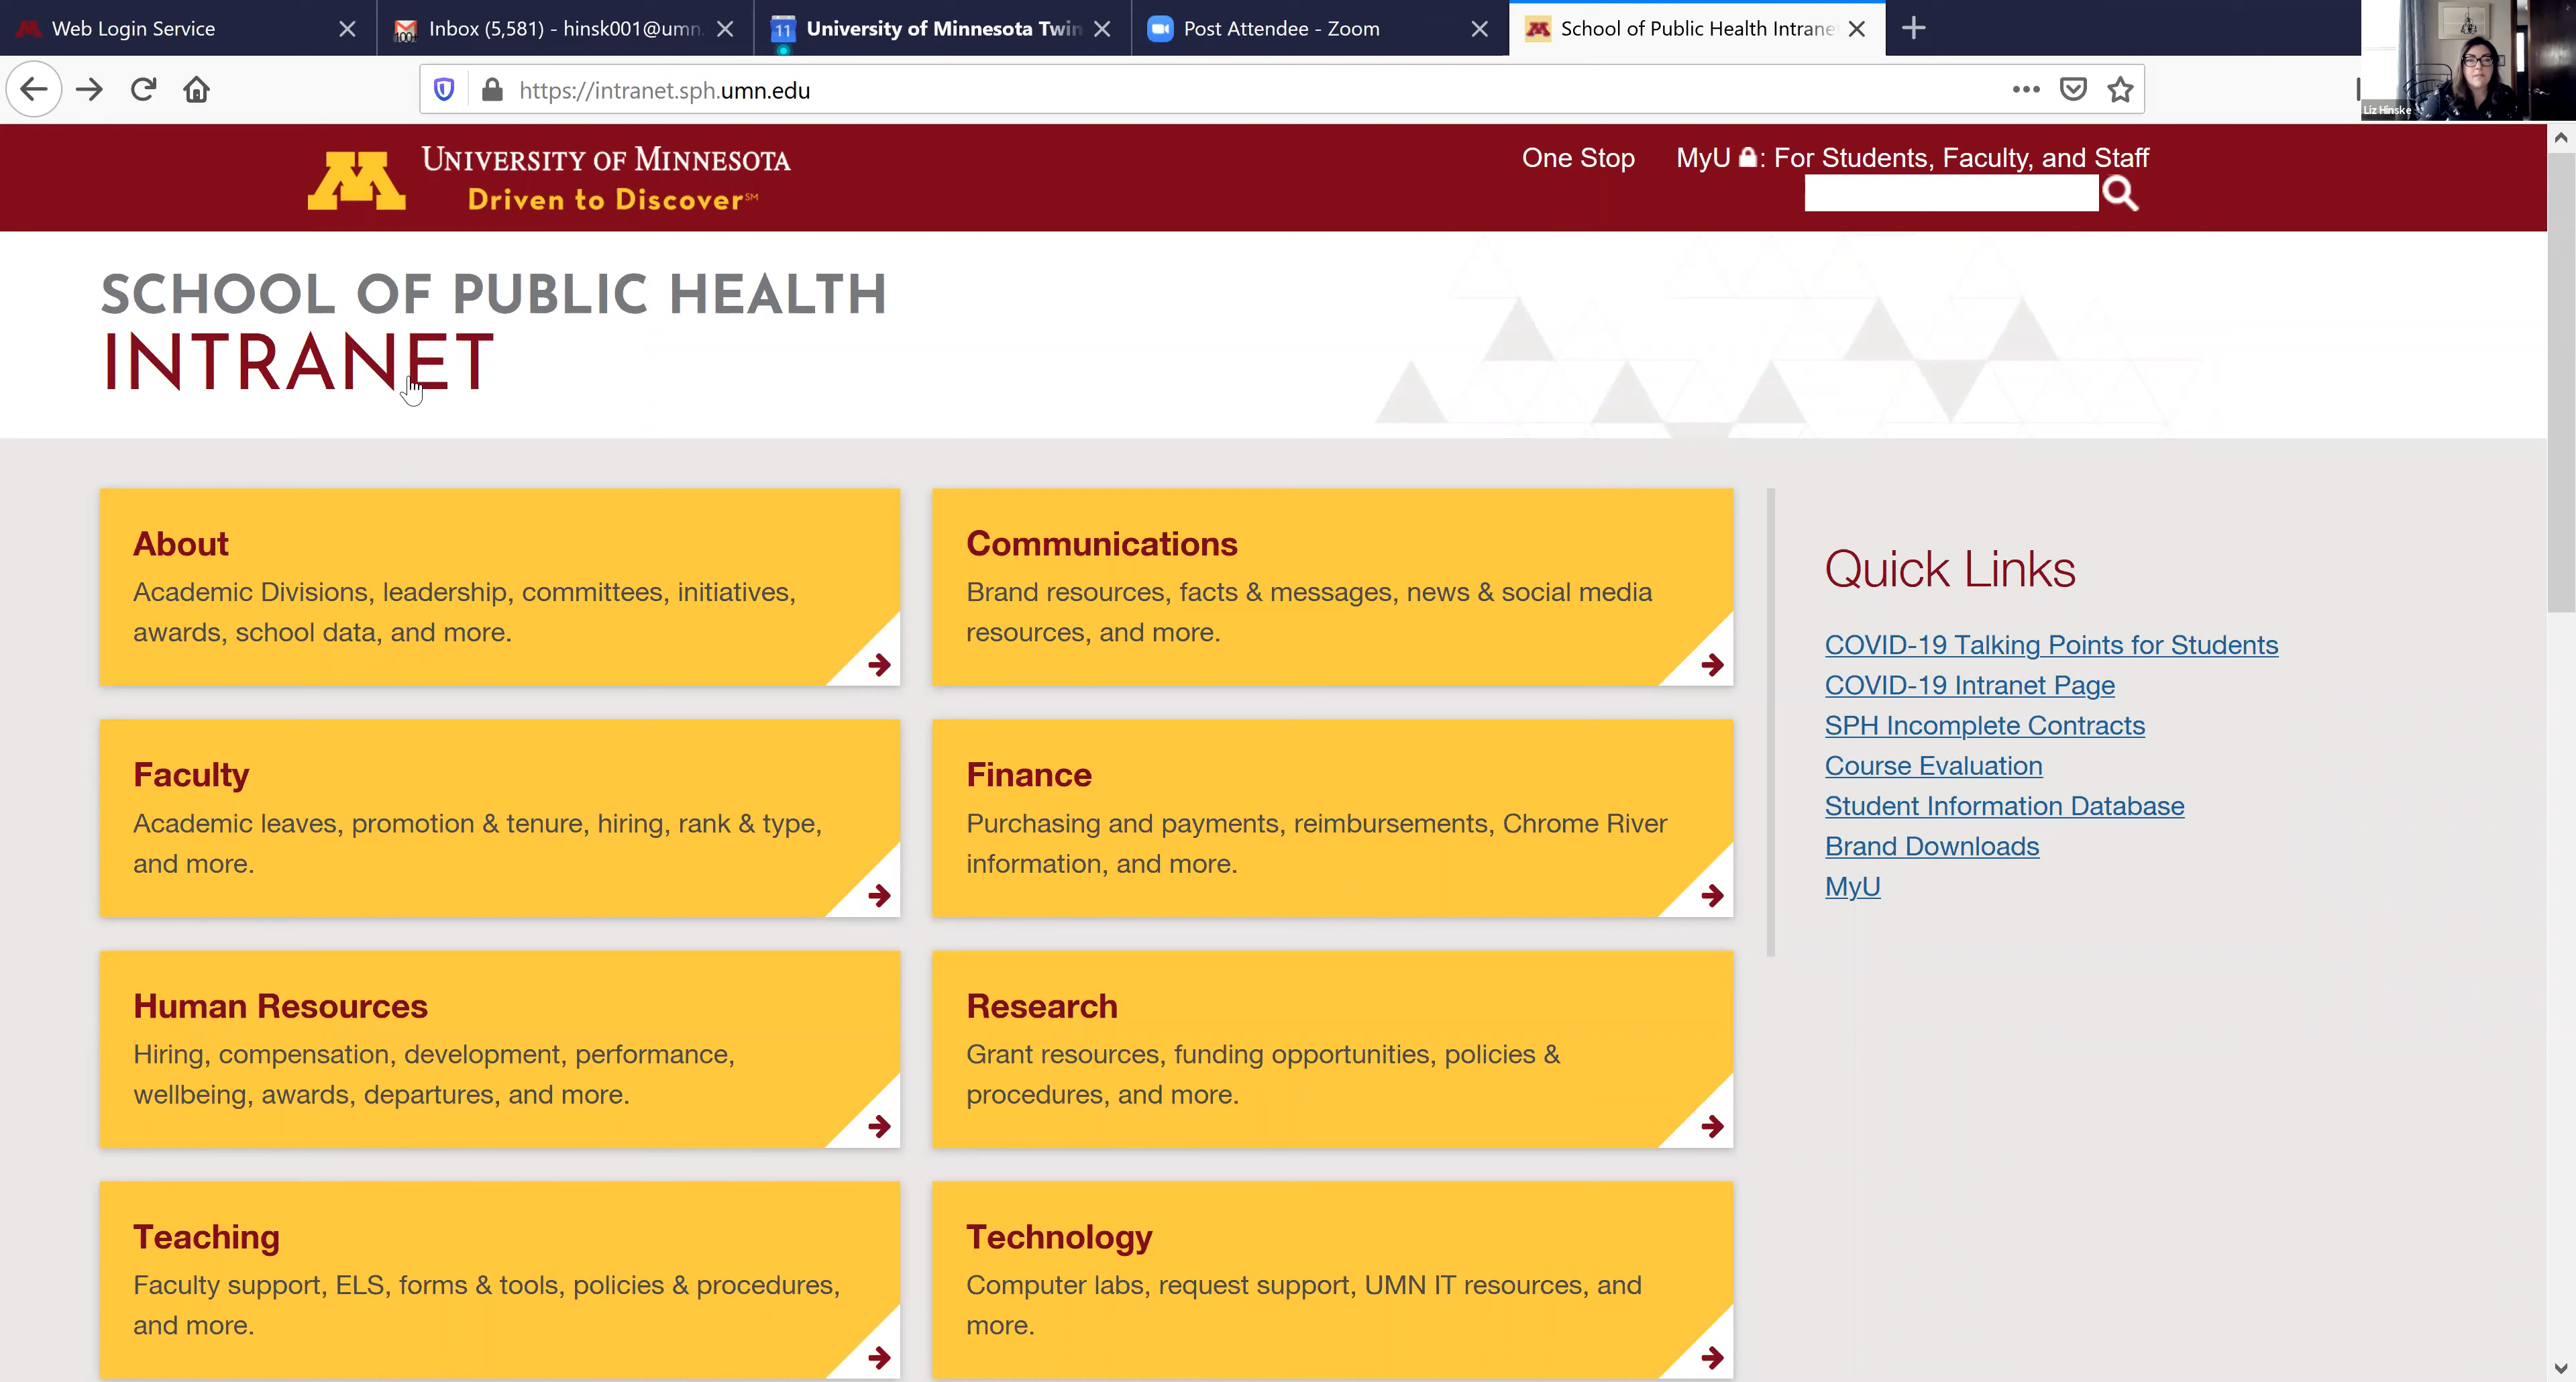 Web Login Service
Inbox (5,581) - hinsk001@umn.
University of Minnesota Twin
Post Attendee - Zoom
School of Public Health Intrane
https://intranet.sph.umn.edu
Liz Hinske
UNIVERSITY OF MINNESOTA
Driven to Discover℠
One Stop
MyU : For Students, Faculty, and Staff
SCHOOL OF PUBLIC HEALTH
INTRANET
About
Academic Divisions, leadership, committees, initiatives,
awards, school data, and more.
Communications
Brand resources, facts & messages, news & social media
resources, and more.
Faculty
Academic leaves, promotion & tenure, hiring, rank & type,
and more.
Finance
Purchasing and payments, reimbursements, Chrome River
information, and more.
Human Resources
Hiring, compensation, development, performance,
wellbeing, awards, departures, and more.
Research
Grant resources, funding opportunities, policies &
procedures, and more.
Teaching
Faculty support, ELS, forms & tools, policies & procedures,
and more.
Technology
Computer labs, request support, UMN IT resources, and
more.
Quick Links
COVID-19 Talking Points for Students
COVID-19 Intranet Page
SPH Incomplete Contracts
Course Evaluation
Student Information Database
Brand Downloads
MyU